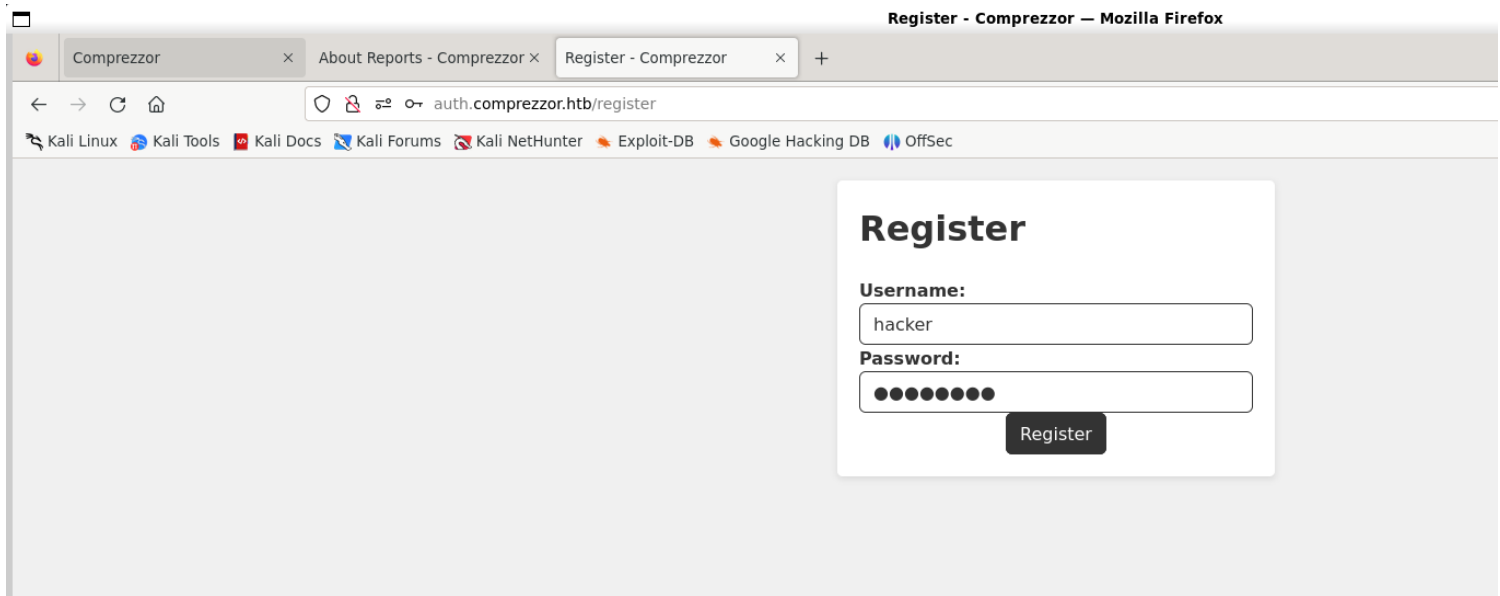 Register - Comprezzor — Mozilla Firefox
Comprezzor About Reports - Comprezzor Register - Comprezzor
auth.comprezzor.htb/register
Kali Linux Kali Tools Kali Docs Kali Forums Kali NetHunter Exploit-DB Google Hacking DB OffSec
Register
Username:
hacker
Password:
●●●●●●●●
Register